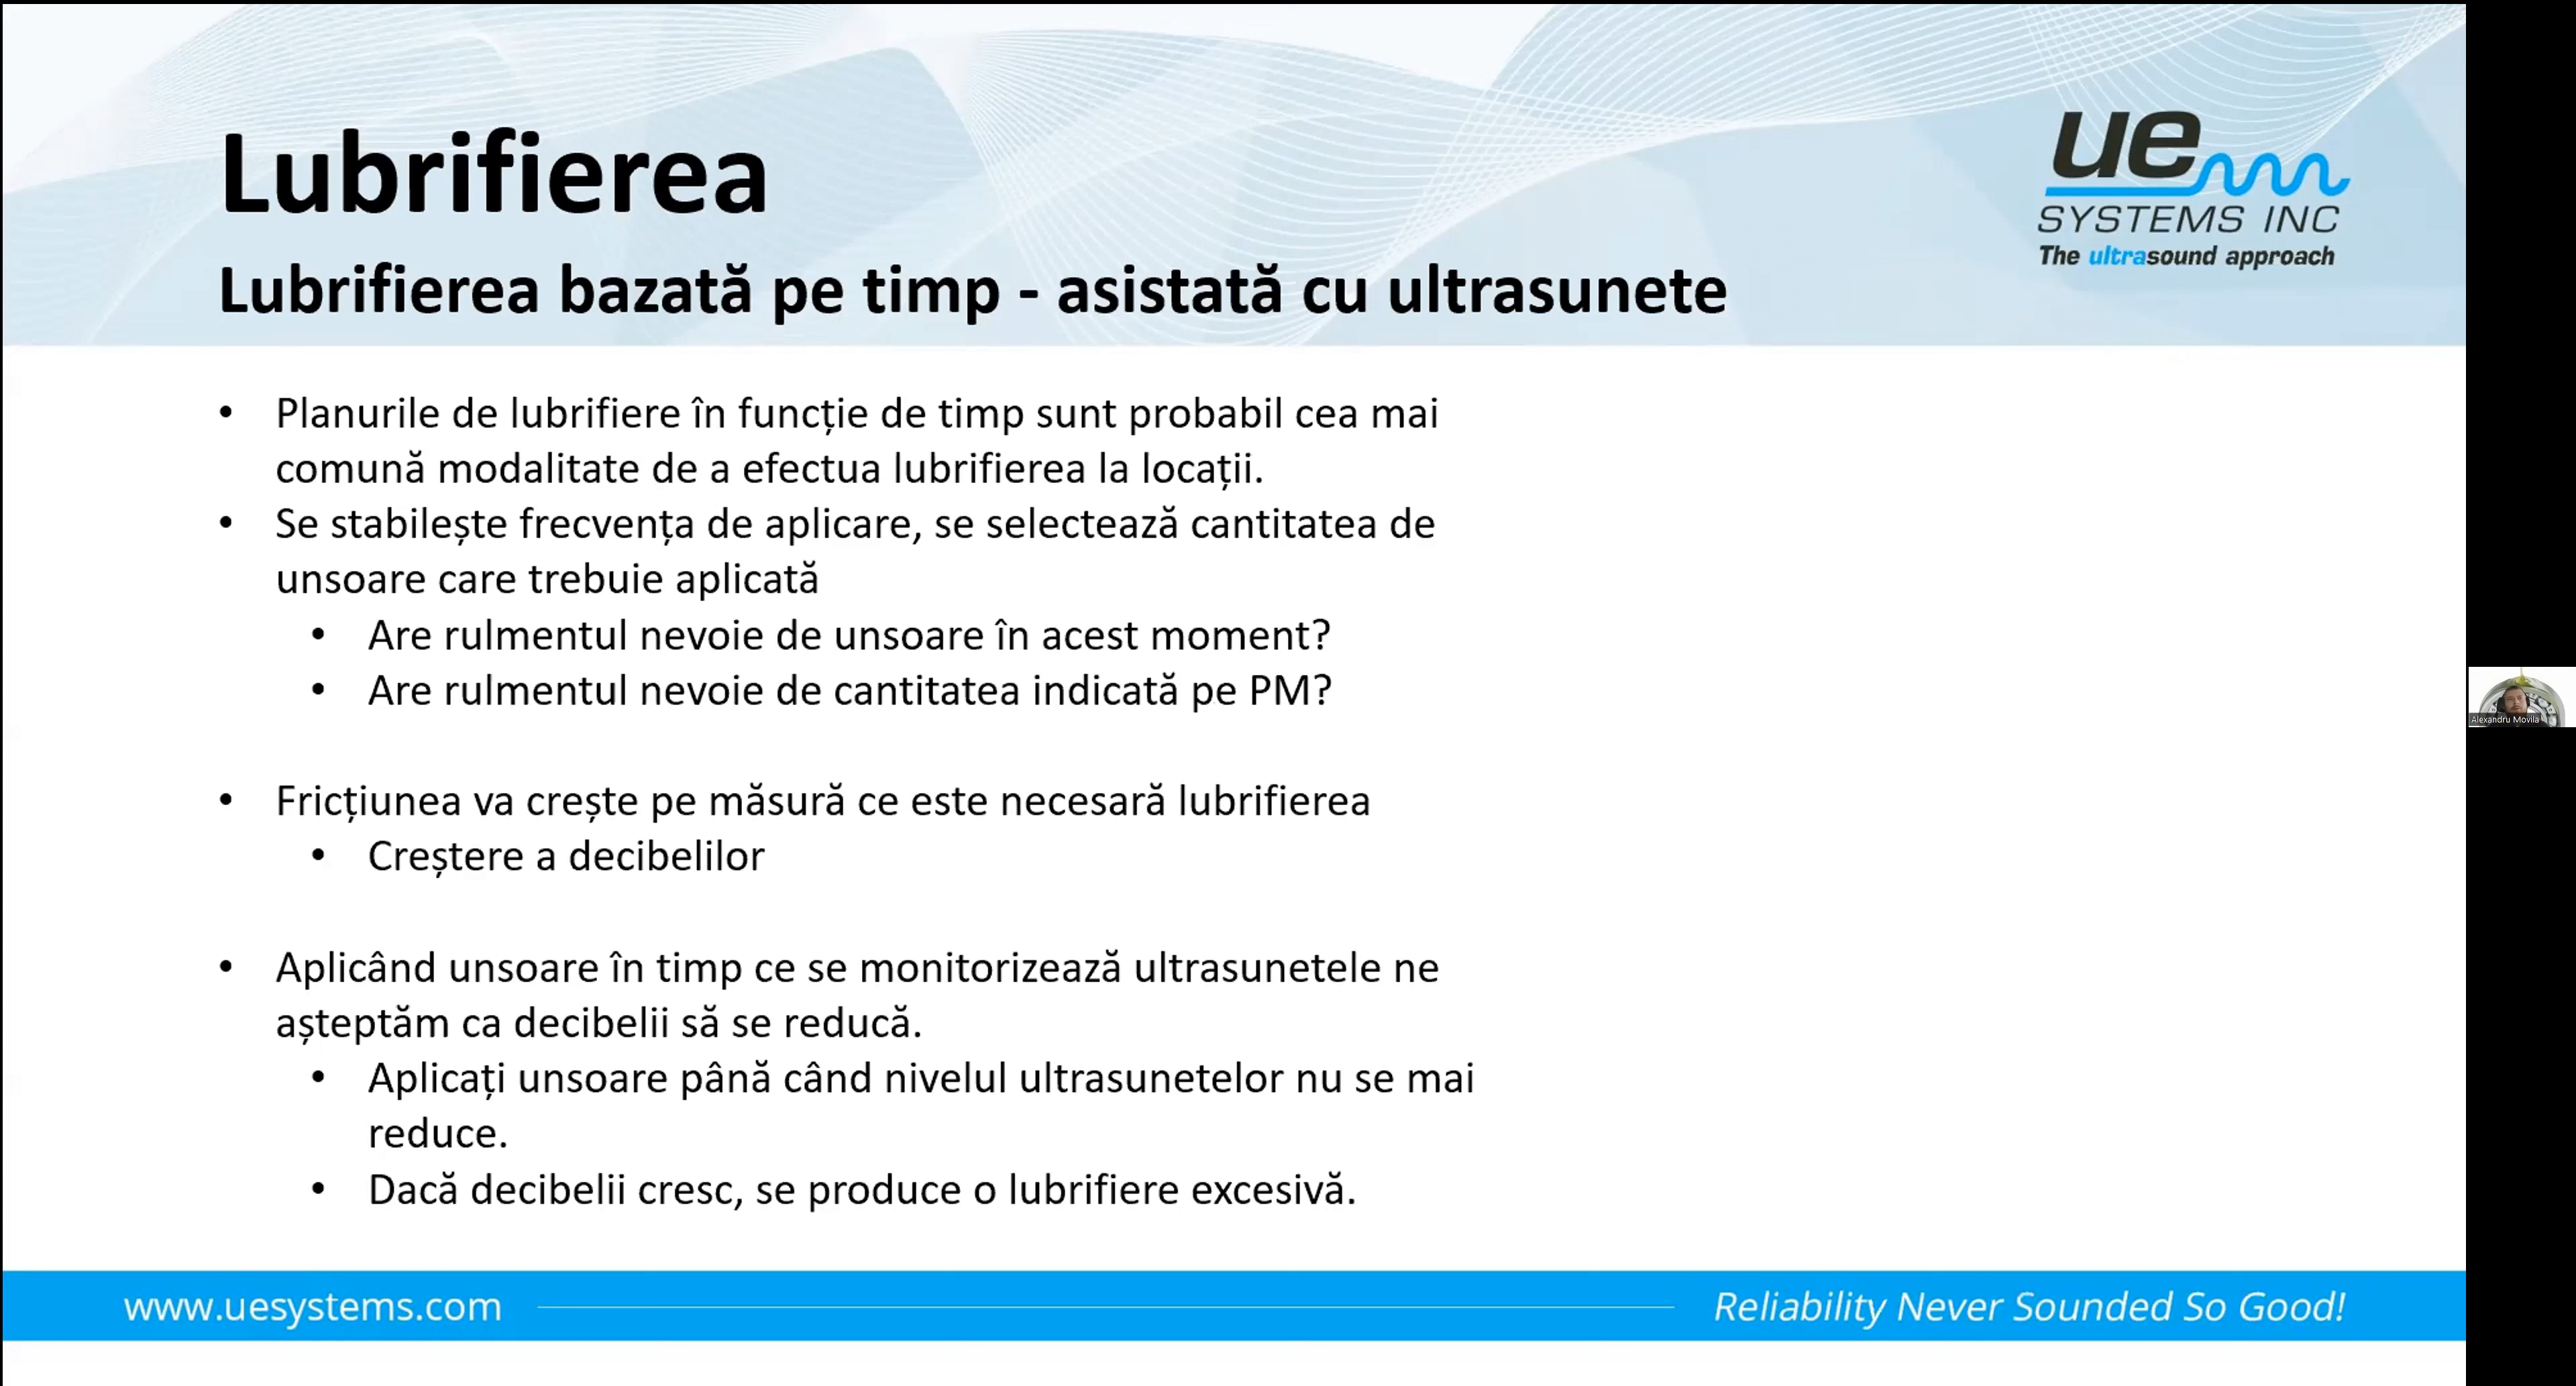 Lubrifierea
Lubrifierea bazată pe timp - asistată cu ultrasunete
ue
SYSTEMS INC
The ultrasound approach
• Planurile de lubrifiere în funcție de timp sunt probabil cea mai
comună modalitate de a efectua lubrifierea la locații.
• Se stabilește frecvența de aplicare, se selectează cantitatea de
unsoare care trebuie aplicată
• Are rulmentul nevoie de unsoare în acest moment?
• Are rulmentul nevoie de cantitatea indicată pe PM?
• Fricțiunea va crește pe măsură ce este necesară lubrifierea
• Creștere a decibelilor
• Aplicând unsoare în timp ce se monitorizează ultrasunetele ne
așteptăm ca decibelii să se reducă.
• Aplicați unsoare până când nivelul ultrasunetelor nu se mai
reduce.
• Dacă decibelii cresc, se produce o lubrifiere excesivă.
Alexandru Movila
www.uesystems.com
Reliability Never Sounded So Good!